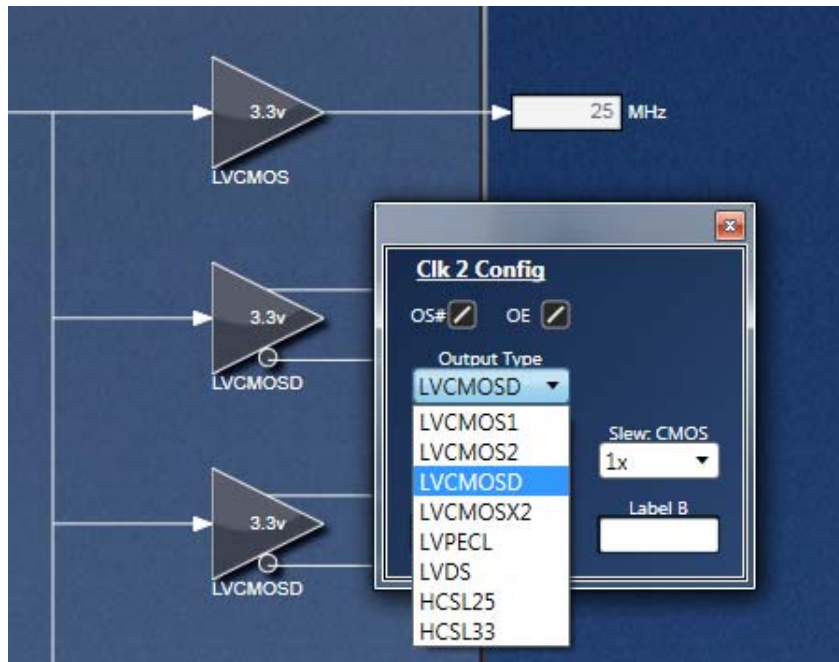 3.3v
25 MHz
LVCMOS
Clk 2 Config
OS# OE
3.3v
LVCMOSD
Output Type
LVCMOSD
LVCMOS1
LVCMOS2
LVCMOSD
LVCMOSX2
LVPECL
LVDS
HCSL25
HCSL33
Slew: CMOS
1x
Label B
3.3v
LVCMOSD